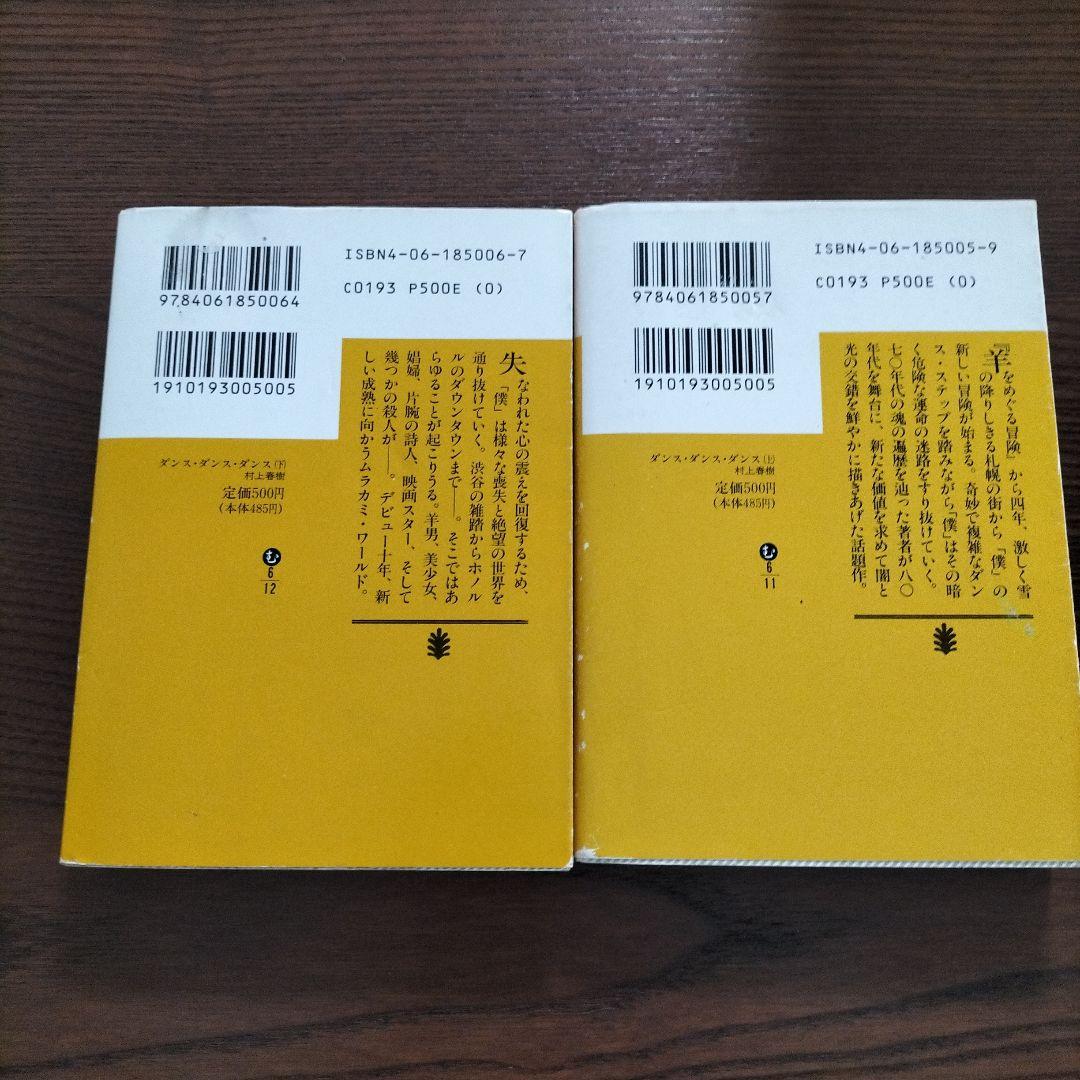 ISBN4-06-185006-7
C0193 P500E (0)
9784061850064
1910193005005
失なわれた心の震えを回復するため、
「僕」は様々な喪失と絶望の世界を
通り抜けていく。渋谷の雑踏からホノル
ルのダウンタウンまで——。そこではあ
らゆることが起こりうる。羊男、美少女、
娼婦、片腕の詩人、映画スター、そして
幾つかの殺人が——。デビュー十年、新
しい成熟に向かうムラカミ・ワールド。
ダンス・ダンス・ダンス(下)
村上春樹
定価500円
(本体485円)
む
6
12
ISBN4-06-185005-9
C0193 P500E (0)
9784061850057
1910193005005
『羊をめぐる冒険』から四年、激しく雪
の降りしきる札幌の街から「僕」の
新しい冒険が始まる。奇妙で複雑なダン
ス・ステップを踏みながら「僕」はその暗
く危険な運命の迷路をすり抜けていく。
七〇年代の魂の遍歴を辿った著者が八〇
年代を舞台に、新たな価値を求めて闇と
光の交錯を鮮やかに描きあげた話題作。
ダンス・ダンス・ダンス(上)
村上春樹
定価500円
(本体485円)
む
6
11